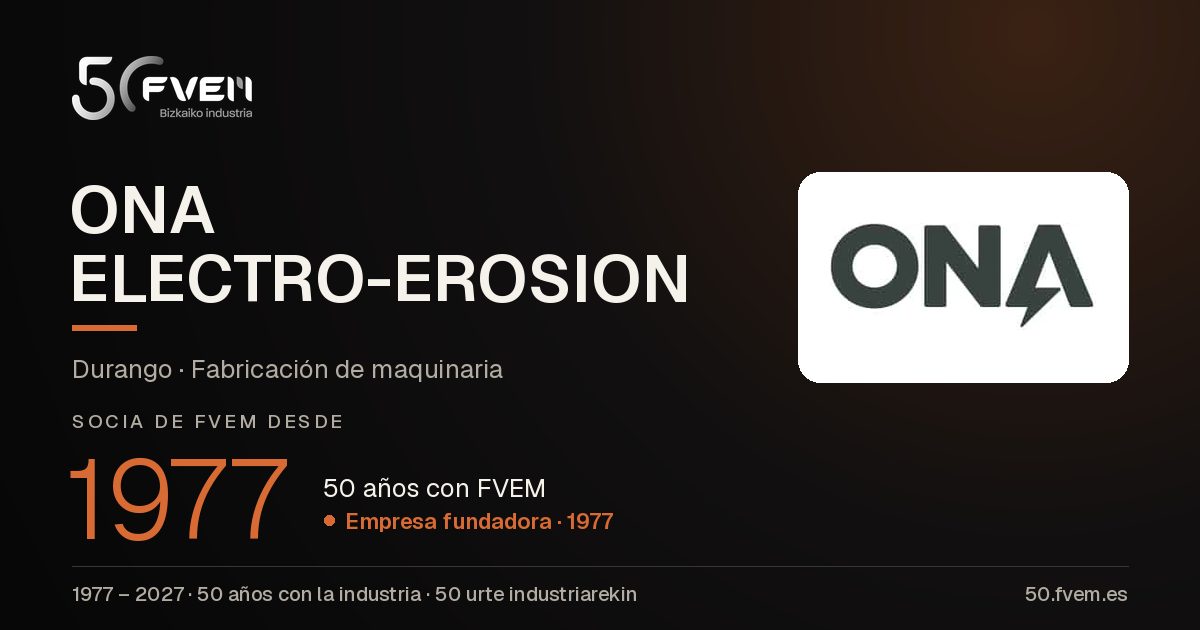 50 FVEM
Bizkaiko industria
ONA
ELECTRO-EROSION
ONA
Durango · Fabricación de maquinaria
SOCIA DE FVEM DESDE
1977
50 años con FVEM
Empresa fundadora · 1977
1977 – 2027 · 50 años con la industria · 50 urte industriarekin
50.fvem.es